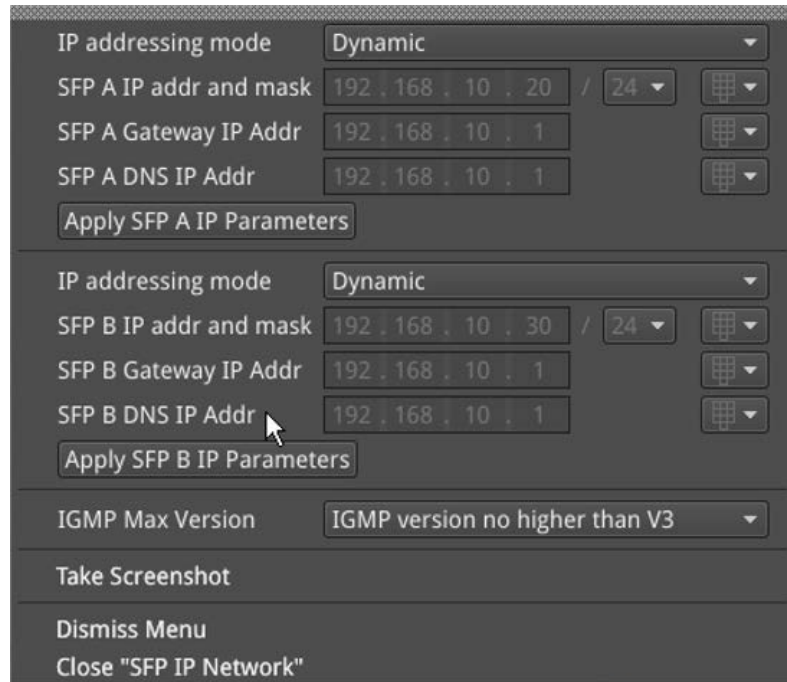 IP addressing mode Dynamic
SFP A IP addr and mask 192 . 168 . 10 . 20 / 24
SFP A Gateway IP Addr 192 . 168 . 10 . 1
SFP A DNS IP Addr 192 . 168 . 10 . 1
Apply SFP A IP Parameters
IP addressing mode Dynamic
SFP B IP addr and mask 192 . 168 . 10 . 30 / 24
SFP B Gateway IP Addr 192 . 168 . 10 . 1
SFP B DNS IP Addr 192 . 168 . 10 . 1
Apply SFP B IP Parameters
IGMP Max Version IGMP version no higher than V3
Take Screenshot
Dismiss Menu
Close "SFP IP Network"